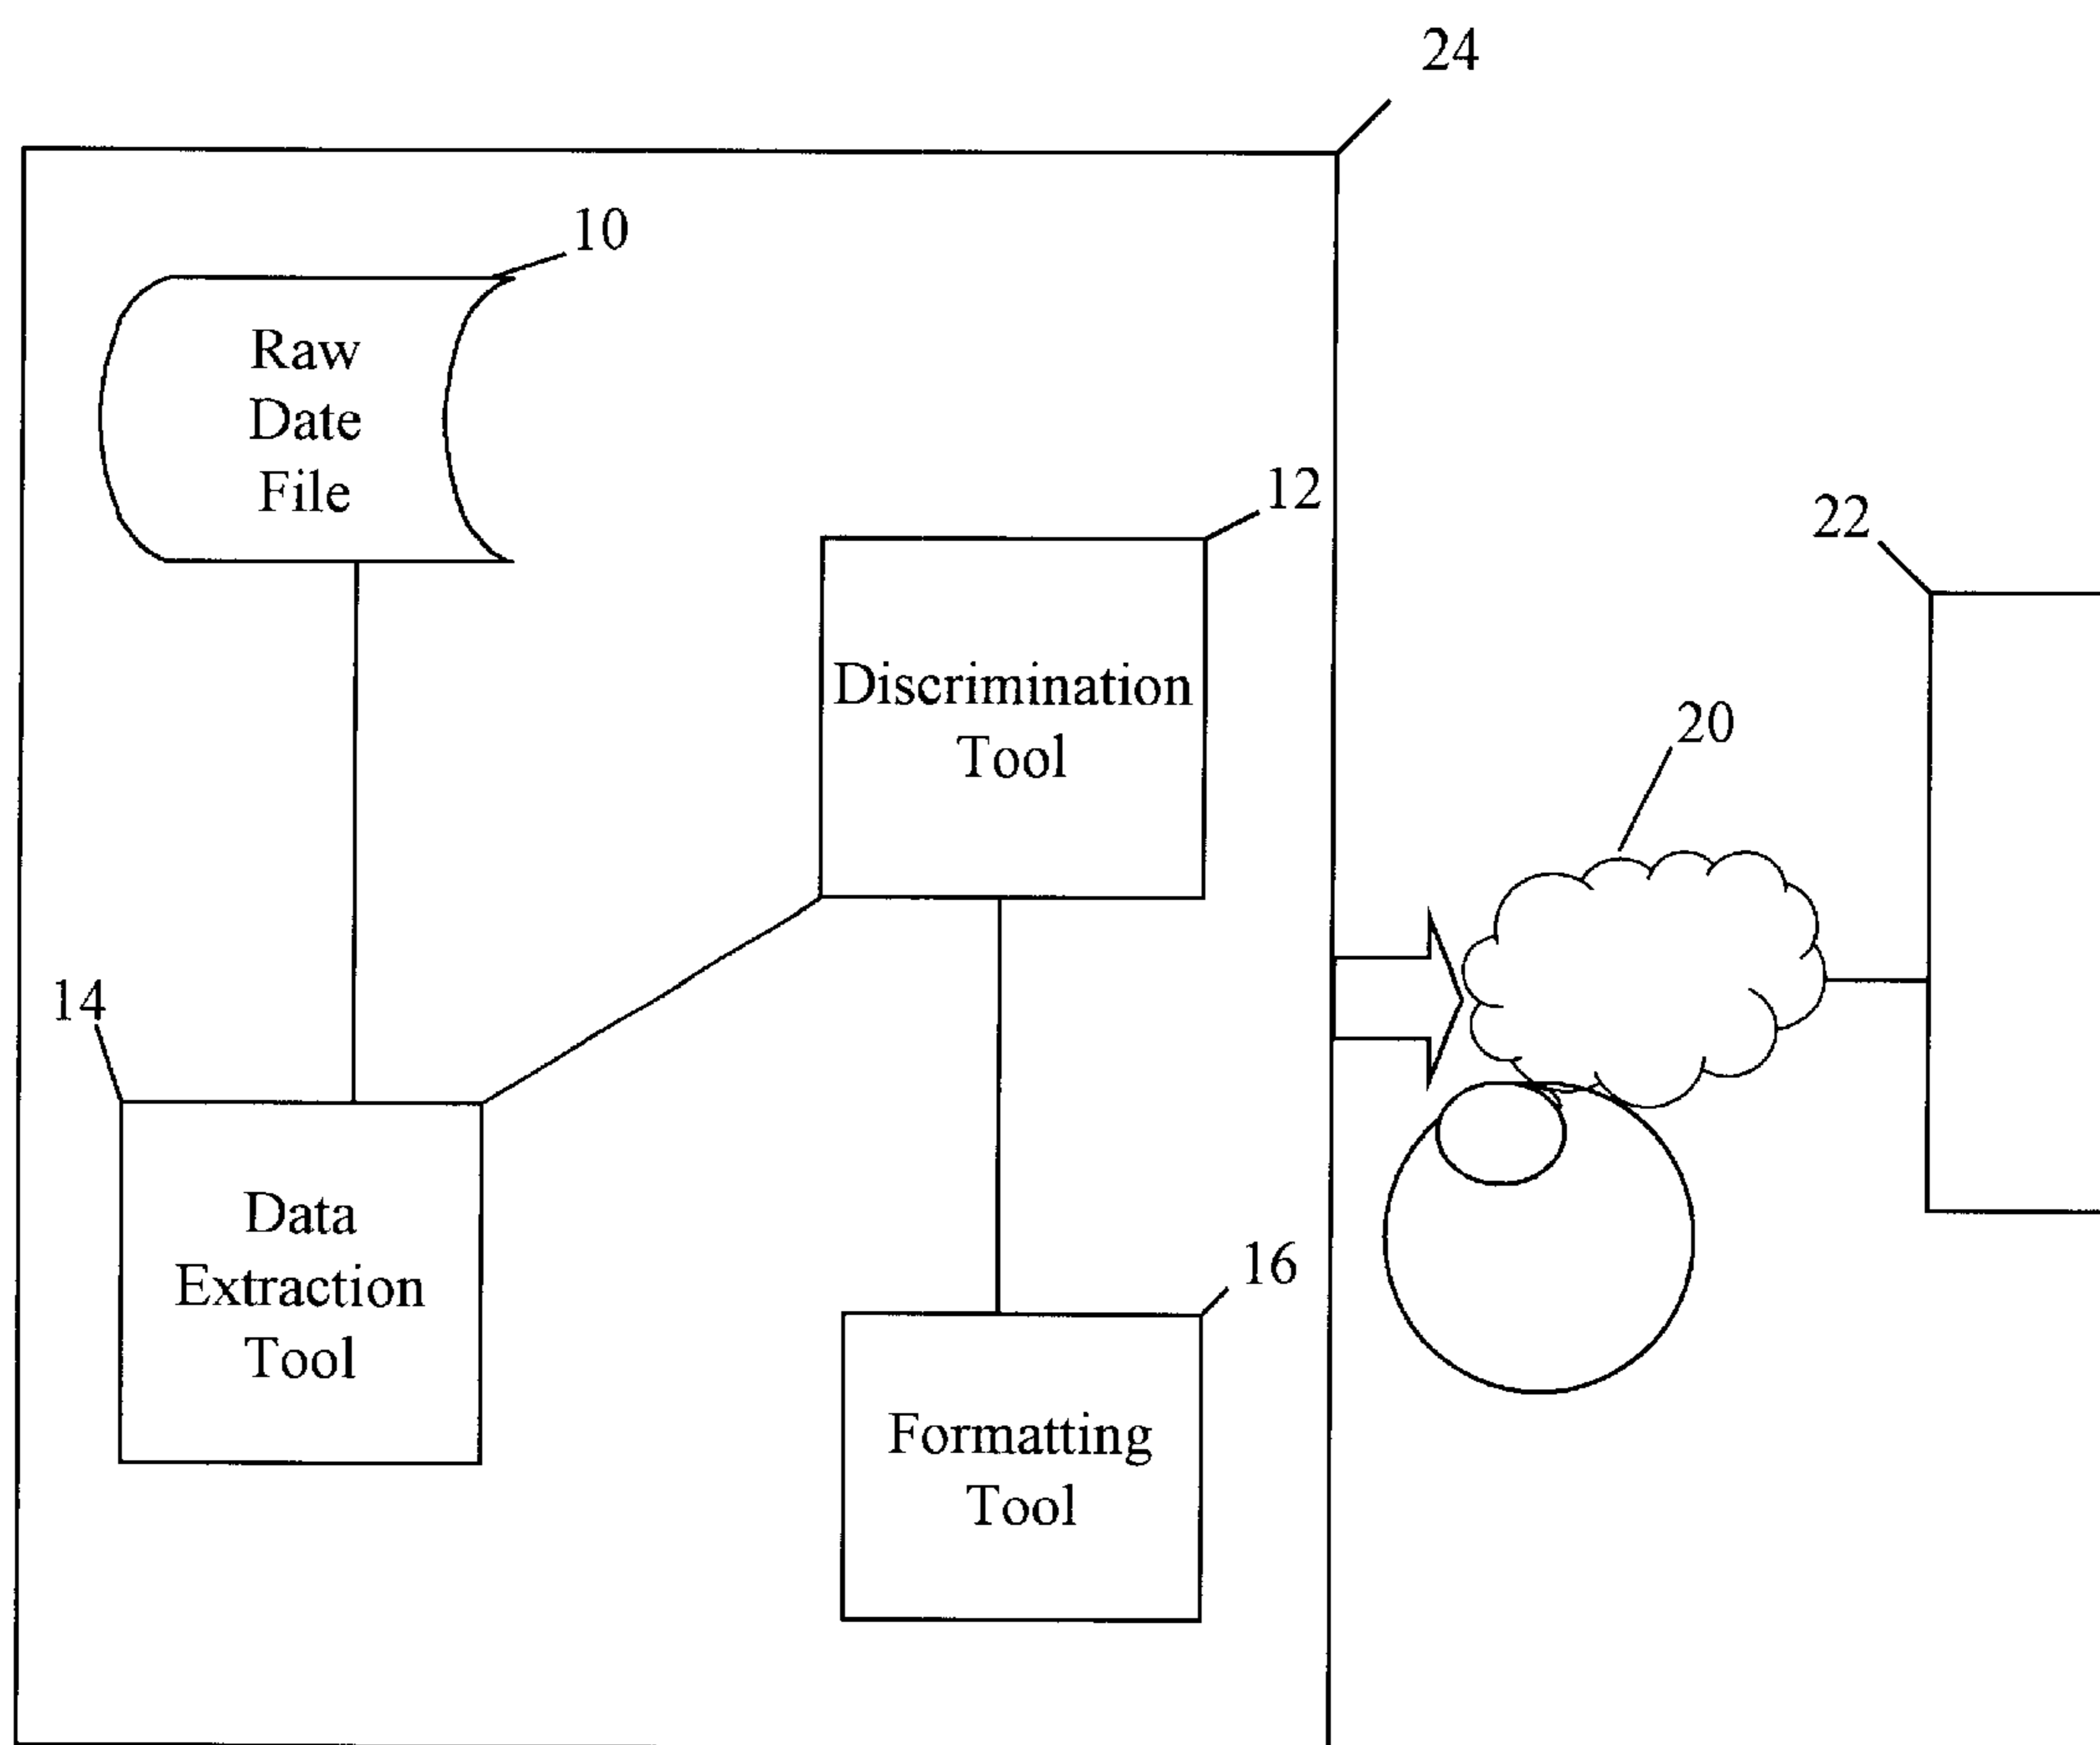 24
10
Raw
Date
File
12
22
Discrimination
Tool
20
14
Data
Extraction
Tool
16
Formatting
Tool